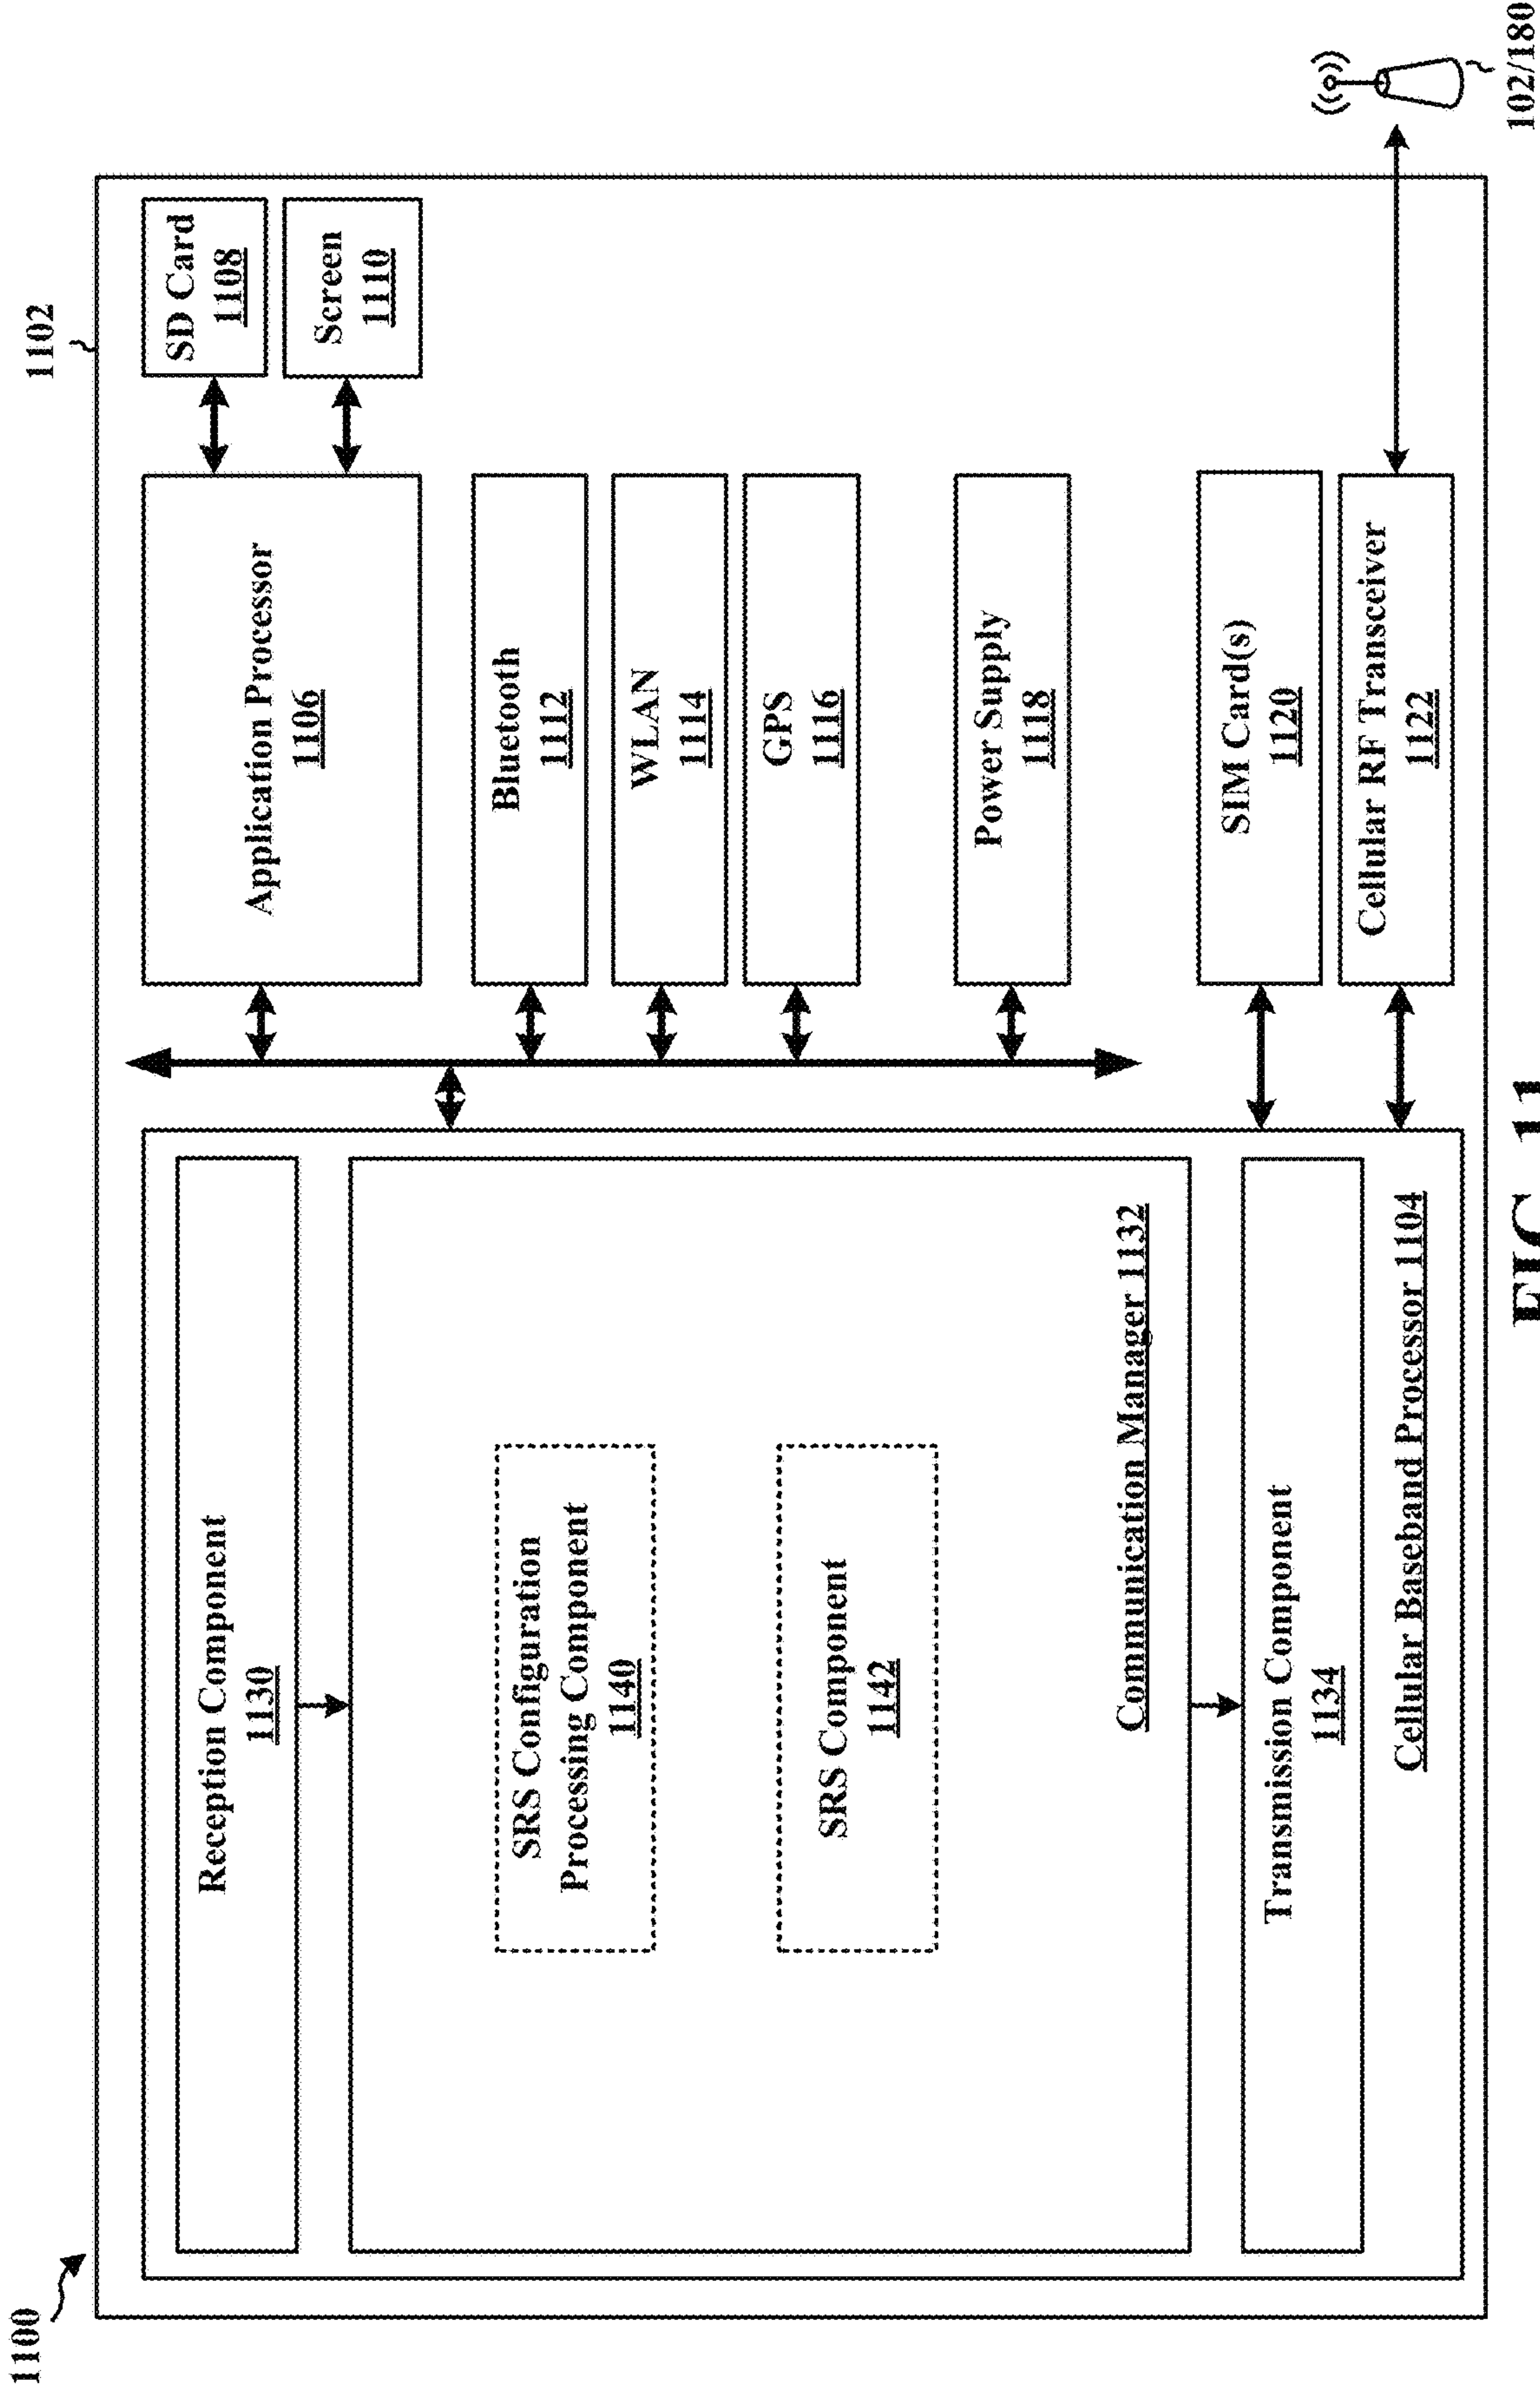 1100
1102
Reception Component
1130
SRS Configuration
Processing Component
1140
SRS Component
1142
Communication Manager 1132
Transmission Component
1134
Cellular Baseband Processor 1104
Application Processor
1106
SD Card
1108
Screen
1110
Bluetooth
1112
WLAN
1114
GPS
1116
Power Supply
1118
SIM Card(s)
1120
Cellular RF Transceiver
1122
102/180
FIG. 11